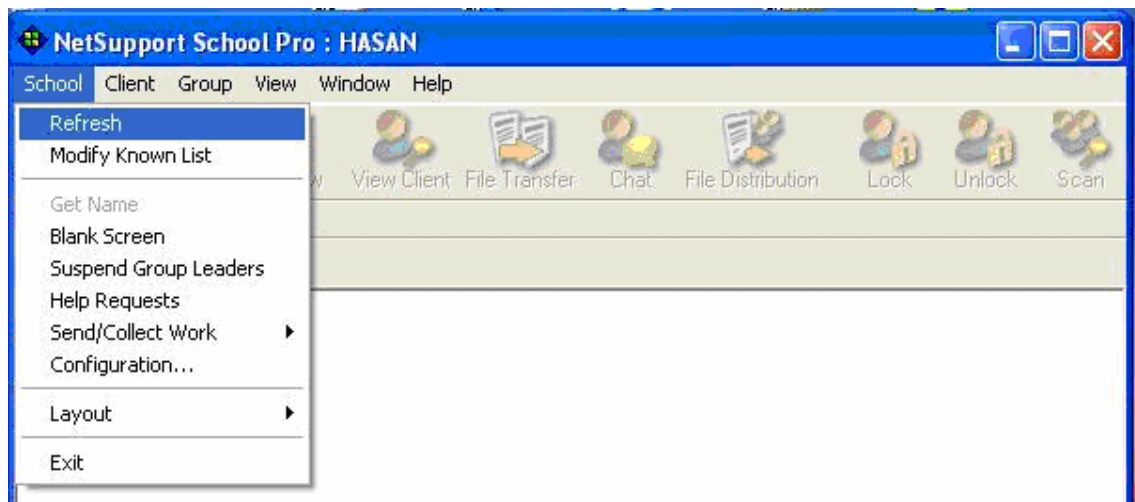 NetSupport School Pro : HASAN
School Client Group View Window Help
Refresh
Modify Known List
Get Name
Blank Screen
Suspend Group Leaders
Help Requests
Send/Collect Work
Configuration...
Layout
Exit
View Client File Transfer Chat File Distribution Lock Unlock Scan